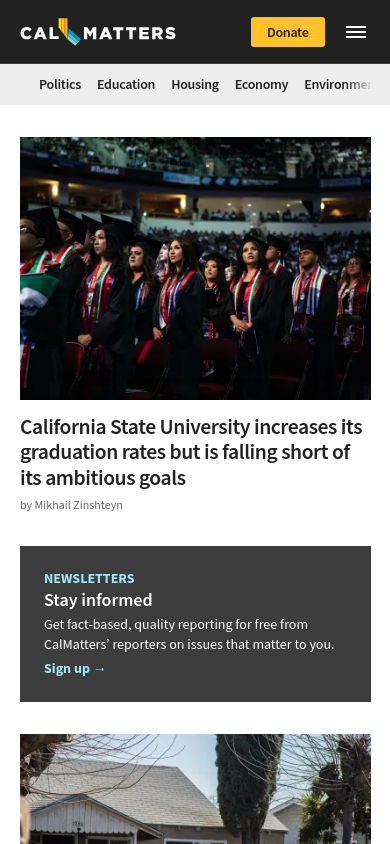 CAL MATTERS
Donate
Politics Education Housing Economy Environmen
California State University increases its
graduation rates but is falling short of
its ambitious goals
by Mikhail Zinshteyn
NEWSLETTERS
Stay informed
Get fact-based, quality reporting for free from
CalMatters’ reporters on issues that matter to you.
Sign up →